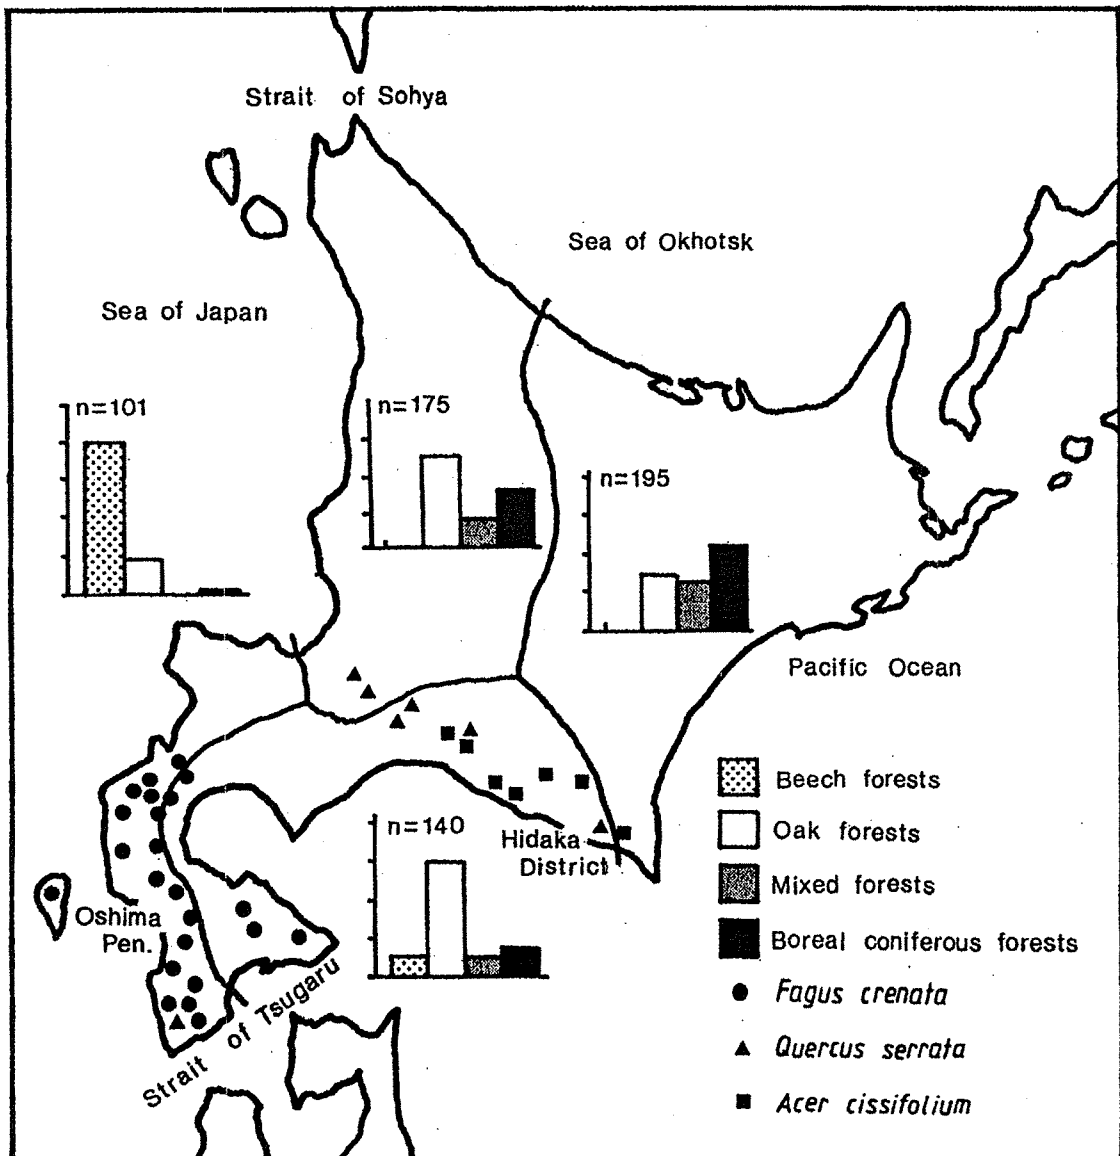 Strait of Sohya
Sea of Okhotsk
Sea of Japan
n=101
n=175
n=195
Pacific Ocean
n=140
Hidaka
District
Oshima
Pen.
Strait of Tsugaru
Beech forests
Oak forests
Mixed forests
Boreal coniferous forests
Fagus crenata
Quercus serrata
Acer cissifolium